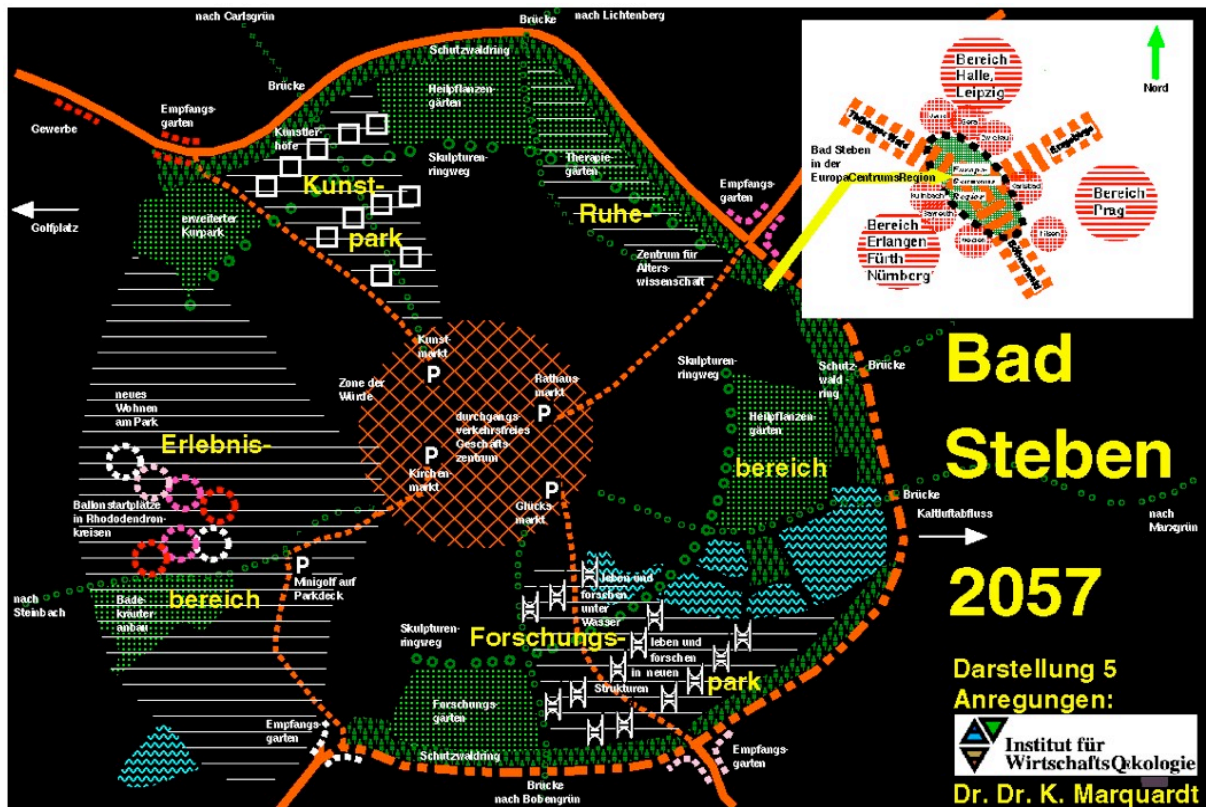 nach Carlsgrün
Brücke
nach Lichtenberg
Schutzwaldring
Brücke
Heilpflanzen-
gärten
Empfangs-
garten
Gewerbe
Künstler-
höfe
Skulpturen-
ringweg
Therapie-
gärten
Kunst-
park
Ruhe-
Empfangs-
garten
erweiterter
Kurpark
Golfplatz
Zentrum für
Alters-
wissenschaft
Nord
Bereich
Halle,
Leipzig
Bad Steben
in der
EuropaCentrumsRegion
Bereich
Prag
Bereich
Erlangen
Fürth
Nürnberg
Kunst-
markt
P
Zone der
Würde
Rathaus
markt
P
durchgangs-
verkehrsfreies
Geschäfts-
zentrum
P
Kirchen-
markt
P
Glücks-
markt
Skulpturen-
ringweg
Schutz-
wald
ring
Brücke
Heilpflanzen-
gärten
bereich
neues
Wohnen
am Park
Erlebnis-
Ballonstartplätze
in Rhododendron-
kreisen
P
Minigolf auf
Parkdeck
nach
Steinbach
bereich
Bade
kräuter
anbau
Brücke
Kaltluftabfluss
nach
Marxgrün
leben und
forschen
unter
Wasser
Skulpturen-
ringweg
Forschungs-
park
leben und
forschen
in neuen
Strukturen
Forschungs-
gärten
Empfangs-
garten
Schutzwaldring
Empfangs-
garten
Brücke
nach Bobengrün
Bad
Steben
2057
Darstellung 5
Anregungen:
Institut für
WirtschaftsOEkologie
Dr. Dr. K. Marquardt